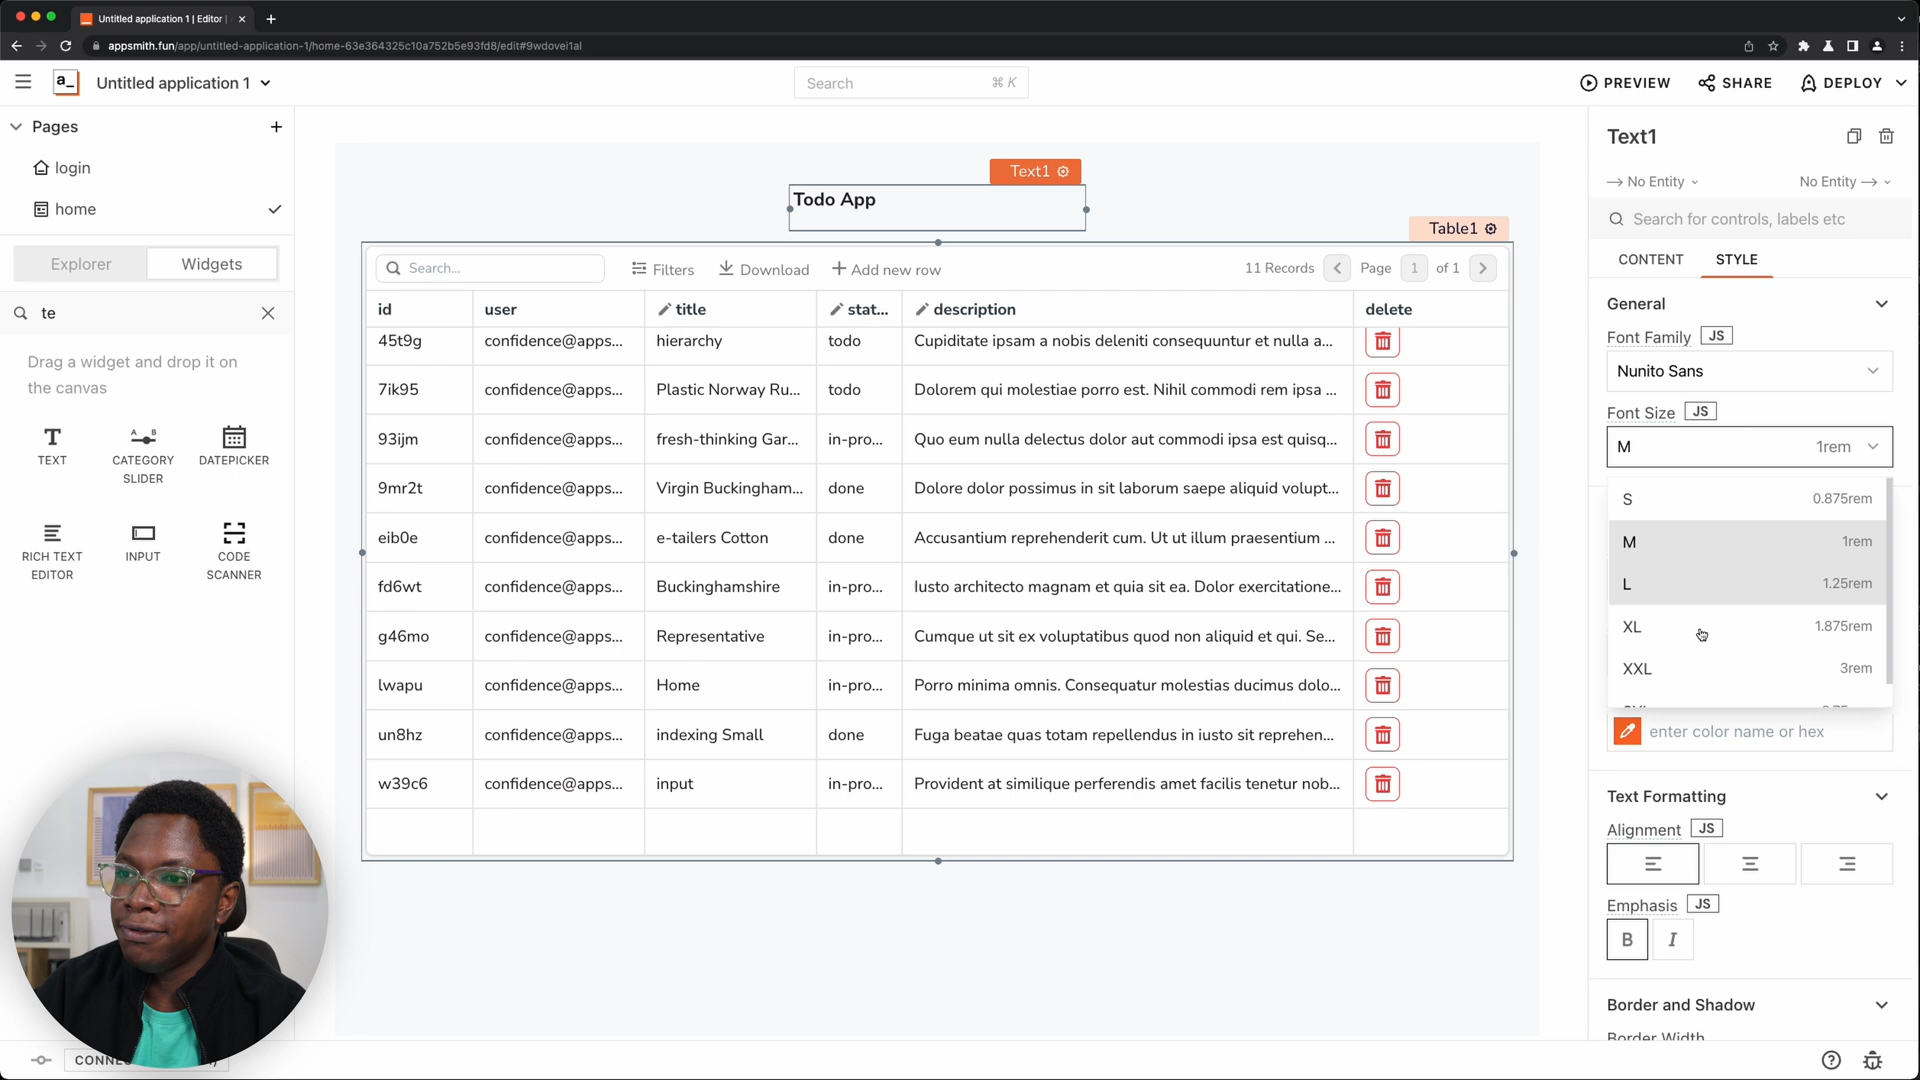 Untitled application 1 | Editor |
appsmith.fun/app/untitled-application-1/home-63e364325c10a752b5e93fd8/edit#9wdovei1al
a_ Untitled application 1
Search ⌘ K
PREVIEW SHARE DEPLOY
Pages
login
home
Explorer Widgets
te
Drag a widget and drop it on
the canvas
TEXT
CATEGORY
SLIDER
DATEPICKER
RICH TEXT
EDITOR
INPUT
CODE
SCANNER
Text1
Todo App
Table1
Search...
Filters Download Add new row
11 Records Page 1 of 1
id user title stat... description delete
45t9g confidence@apps... hierarchy todo Cupiditate ipsam a nobis deleniti consequuntur et nulla a...
7ik95 confidence@apps... Plastic Norway Ru... todo Dolorem qui molestiae porro est. Nihil commodi rem ipsa ...
93ijm confidence@apps... fresh-thinking Gar... in-pro... Quo eum nulla delectus dolor aut commodi ipsa est quisq...
9mr2t confidence@apps... Virgin Buckingham... done Dolore dolor possimus in sit laborum saepe aliquid volupt...
eib0e confidence@apps... e-tailers Cotton done Accusantium reprehenderit cum. Ut ut illum praesentium ...
fd6wt confidence@apps... Buckinghamshire in-pro... Iusto architecto magnam et quia sit ea. Dolor exercitatione...
g46mo confidence@apps... Representative in-pro... Cumque ut sit ex voluptatibus quod non aliquid et qui. Se...
lwapu confidence@apps... Home in-pro... Porro minima omnis. Consequatur molestias ducimus dolo...
un8hz confidence@apps... indexing Small done Fuga beatae quas totam repellendus in iusto sit reprehen...
w39c6 confidence@apps... input in-pro... Provident at similique perferendis amet facilis tenetur nob...
Text1
No Entity No Entity
Search for controls, labels etc
CONTENT STYLE
General
Font Family JS
Nunito Sans
Font Size JS
M 1rem
S 0.875rem
M 1rem
L 1.25rem
XL 1.875rem
XXL 3rem
enter color name or hex
Text Formatting
Alignment JS
Emphasis JS
B I
Border and Shadow
Border Width